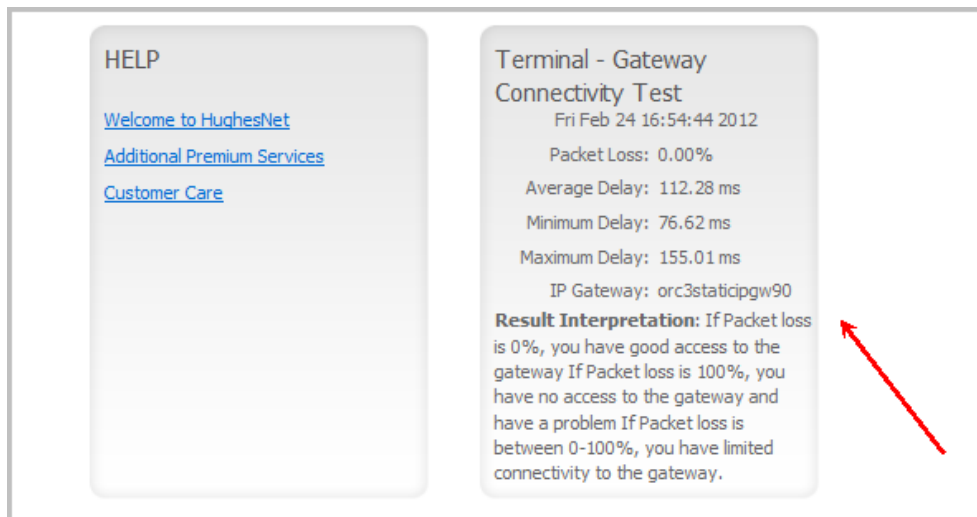 HELP
Welcome to HughesNet
Additional Premium Services
Customer Care
Terminal - Gateway
Connectivity Test
Fri Feb 24 16:54:44 2012
Packet Loss: 0.00%
Average Delay: 112.28 ms
Minimum Delay: 76.62 ms
Maximum Delay: 155.01 ms
IP Gateway: orc3staticipgw90
Result Interpretation: If Packet loss
is 0%, you have good access to the
gateway If Packet loss is 100%, you
have no access to the gateway and
have a problem If Packet loss is
between 0-100%, you have limited
connectivity to the gateway.